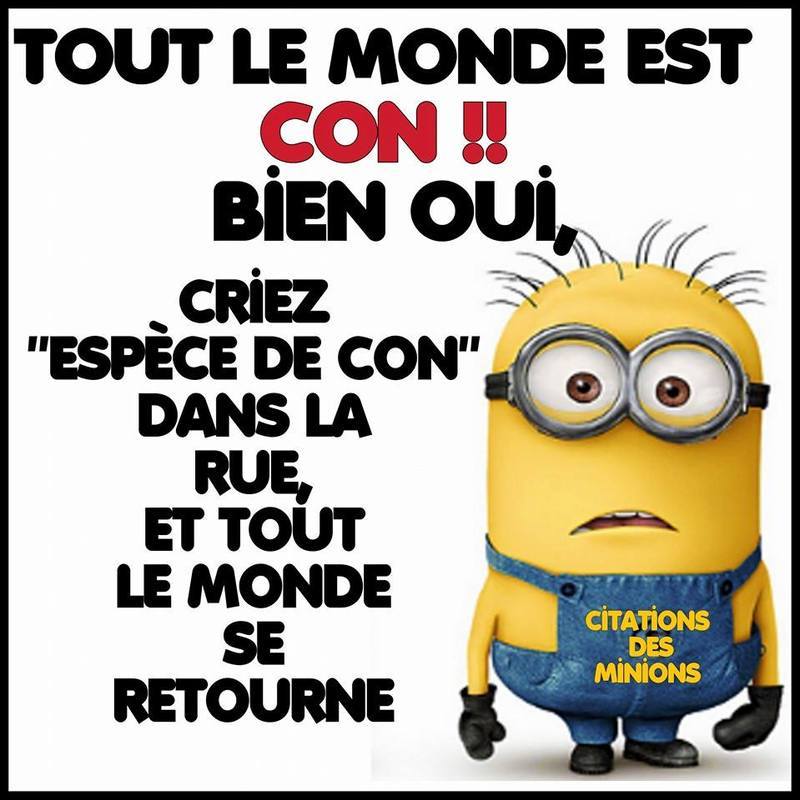 TOUT LE MONDE EST
CON !!
BIEN OUI,
CRIEZ
"ESPÈCE DE CON"
DANS LA
RUE,
ET TOUT
LE MONDE
SE
RETOURNE
CITATIONS
DES
MINIONS